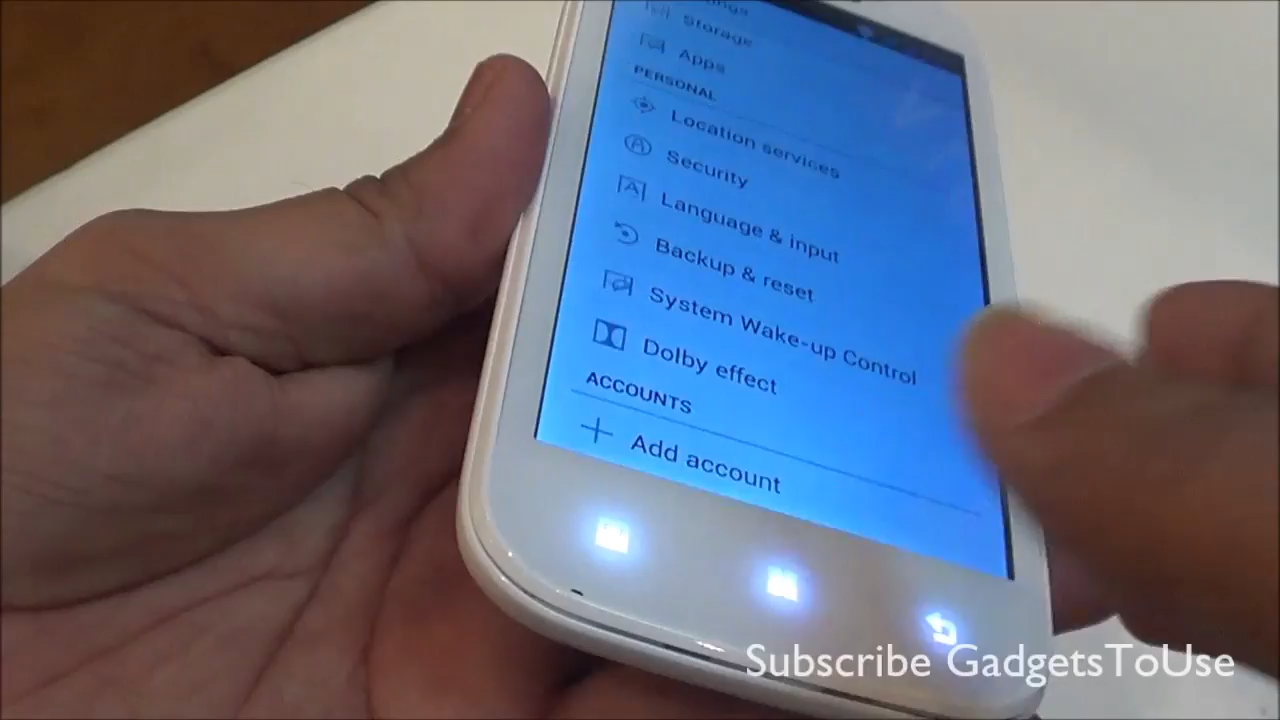 Storage
Apps
PERSONAL
Location services
Security
Language & input
Backup & reset
System Wake-up Control
Dolby effect
ACCOUNTS
Add account
Subscribe GadgetsToUse